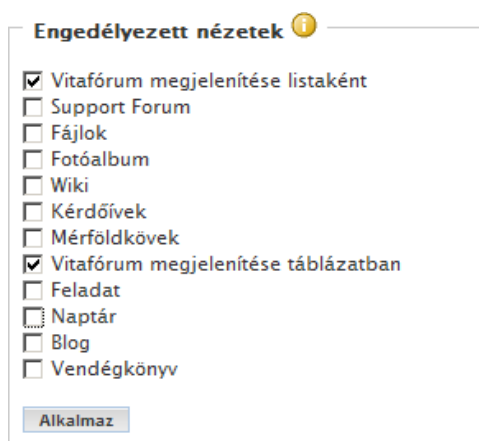 Engedélyezett nézetek
Vitafórum megjelenítése listaként
Support Forum
Fájlok
Fotóalbum
Wiki
Kérdőívek
Mérföldkövek
Vitafórum megjelenítése táblázatban
Feladat
Naptár
Blog
Vendégkönyv
Alkalmaz